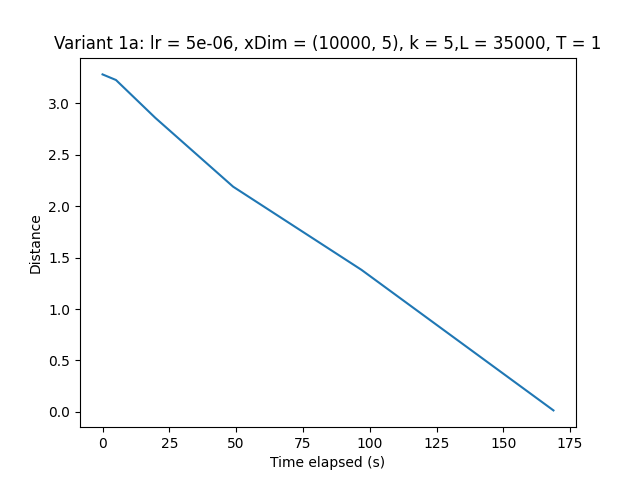 Variant 1a: lr = 5e-06, xDim = (10000, 5), k = 5,L = 35000, T = 1
3.0
2.5
2.0
1.5
1.0
0.5
0.0
Distance
0 25 50 75 100 125 150 175
Time elapsed (s)